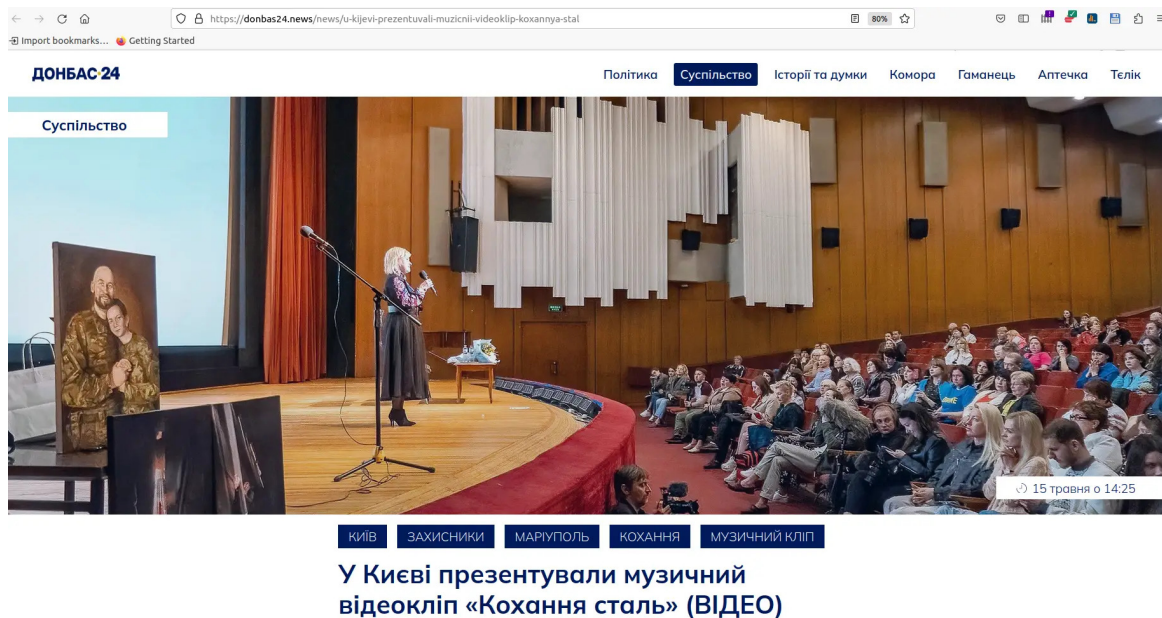 https://donbas24.news/news/u-kijevi-prezentuvali-muzicnii-videoklip-koxannya-stal
80%
Import bookmarks... Getting Started
ДОНБАС 24
Політика Суспільство Історії та думки Комора Гаманець Аптечка Телік
Суспільство
15 травня о 14:25
КИЇВ ЗАХИСНИКИ МАРІУПОЛЬ КОХАННЯ МУЗИЧНИЙ КЛІП
У Києві презентували музичний
відеокліп «Кохання сталь» (ВІДЕО)